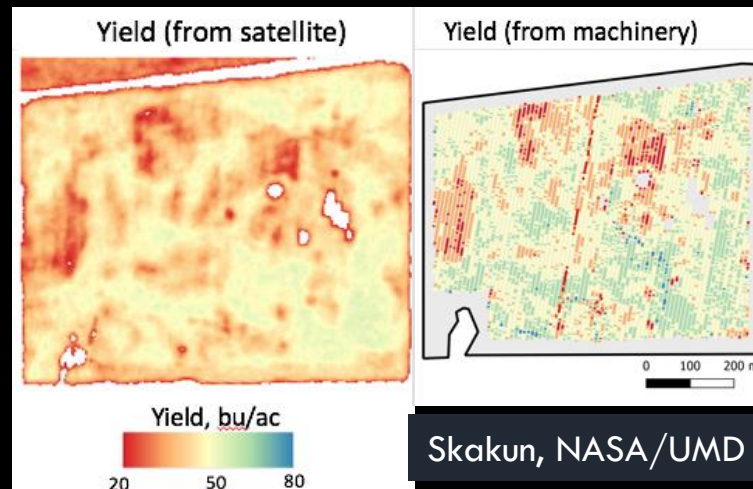 Yield (from satellite)
Yield (from machinery)
0 100 200 m
Yield, bu/ac
20 50 80
Skakun, NASA/UMD